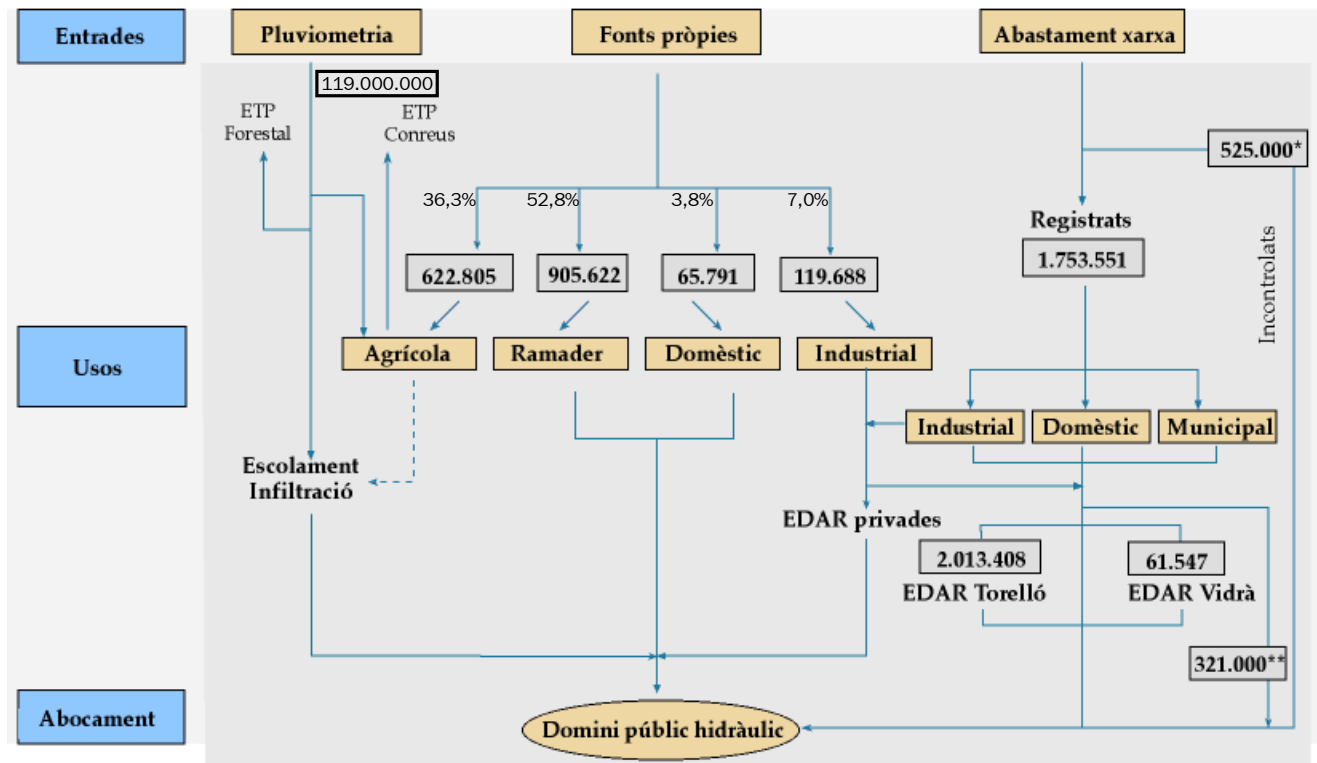 Entrades
Pluviometria
Fonts pròpies
Abastament xarxa
119.000.000
ETP
Forestal
ETP
Conreus
525.000*
36,3%
52,8%
3,8%
7,0%
Registrats
1.753.551
Incontrolats
622.805
905.622
65.791
119.688
Usos
Agrícola
Ramader
Domèstic
Industrial
Industrial
Domèstic
Municipal
Escolament
Infiltració
EDAR privades
2.013.408
61.547
EDAR Torelló
EDAR Vidrà
321.000**
Abocament
Domini públic hidràulic